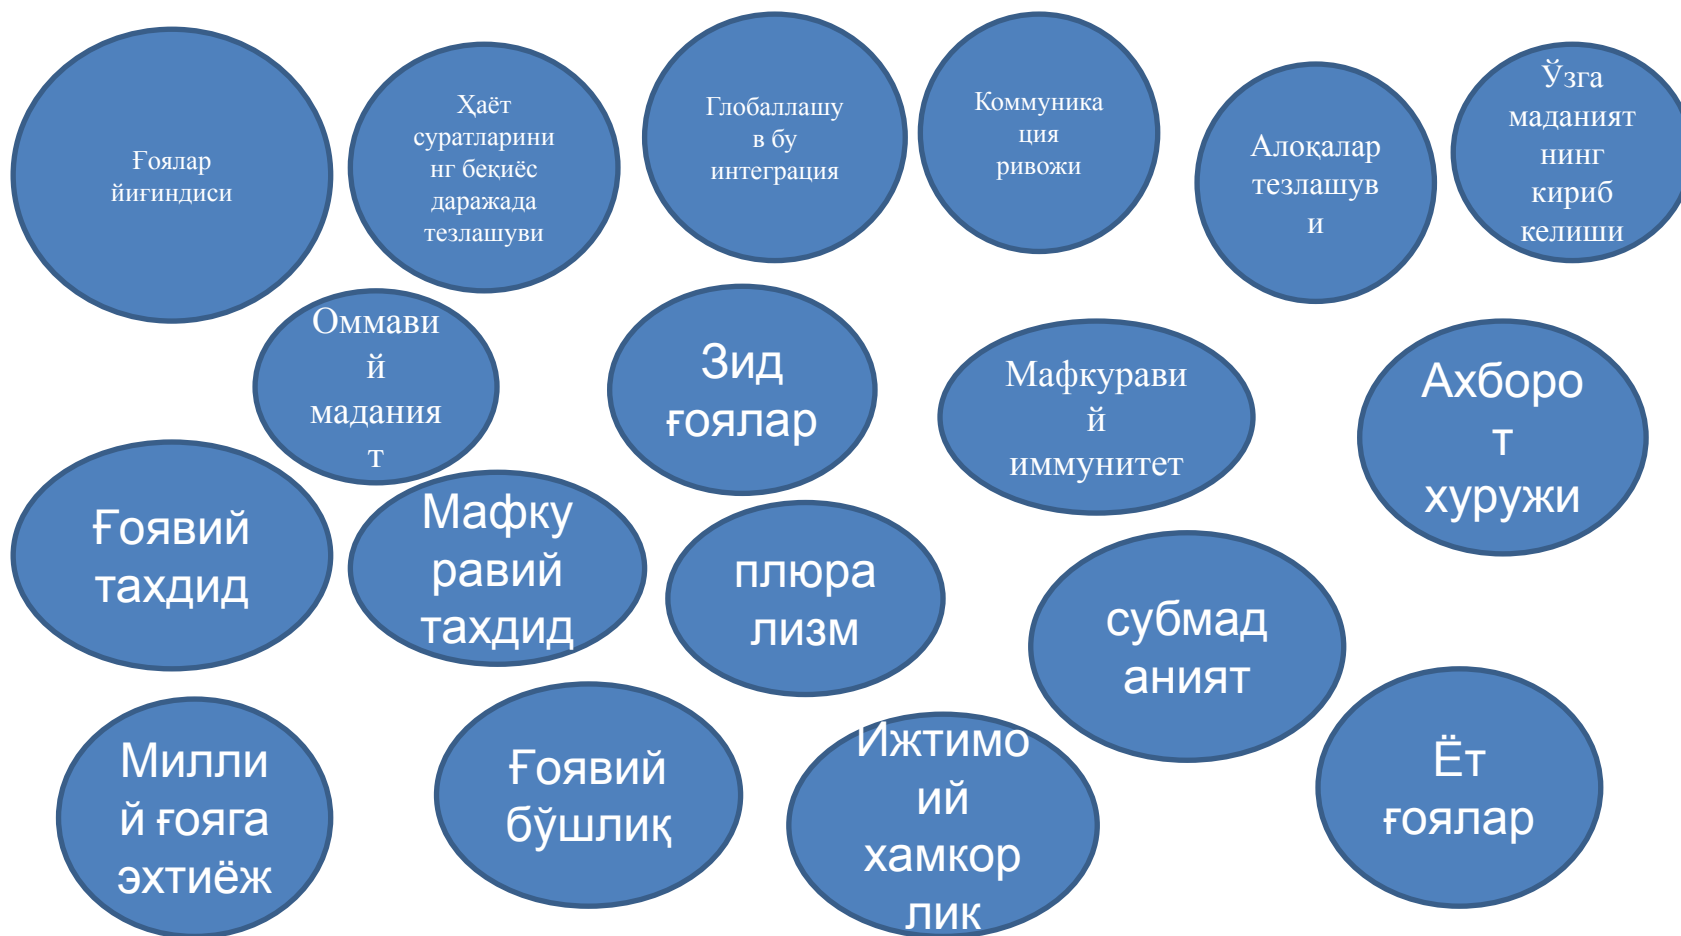 Ғоялар
йиғиндиси
Ҳаёт
суратларини
нг беқиёс
даражада
тезлашуви
Глобаллашу
в бу
интеграция
Коммуника
ция
ривожи
Алоқалар
тезлашув
и
Ўзга
маданият
нинг
кириб
келиши
Оммави
й
мадания
т
Зид
ғоялар
Мафкурави
й
иммунитет
Ахборо
т
хуружи
Ғоявий
тахдид
Мафку
равий
тахдид
плюра
лизм
субмад
аният
Милли
й ғояга
эхтиёж
Ғоявий
бўшлиқ
Ижтимо
ий
хамкор
лик
Ёт
ғоялар